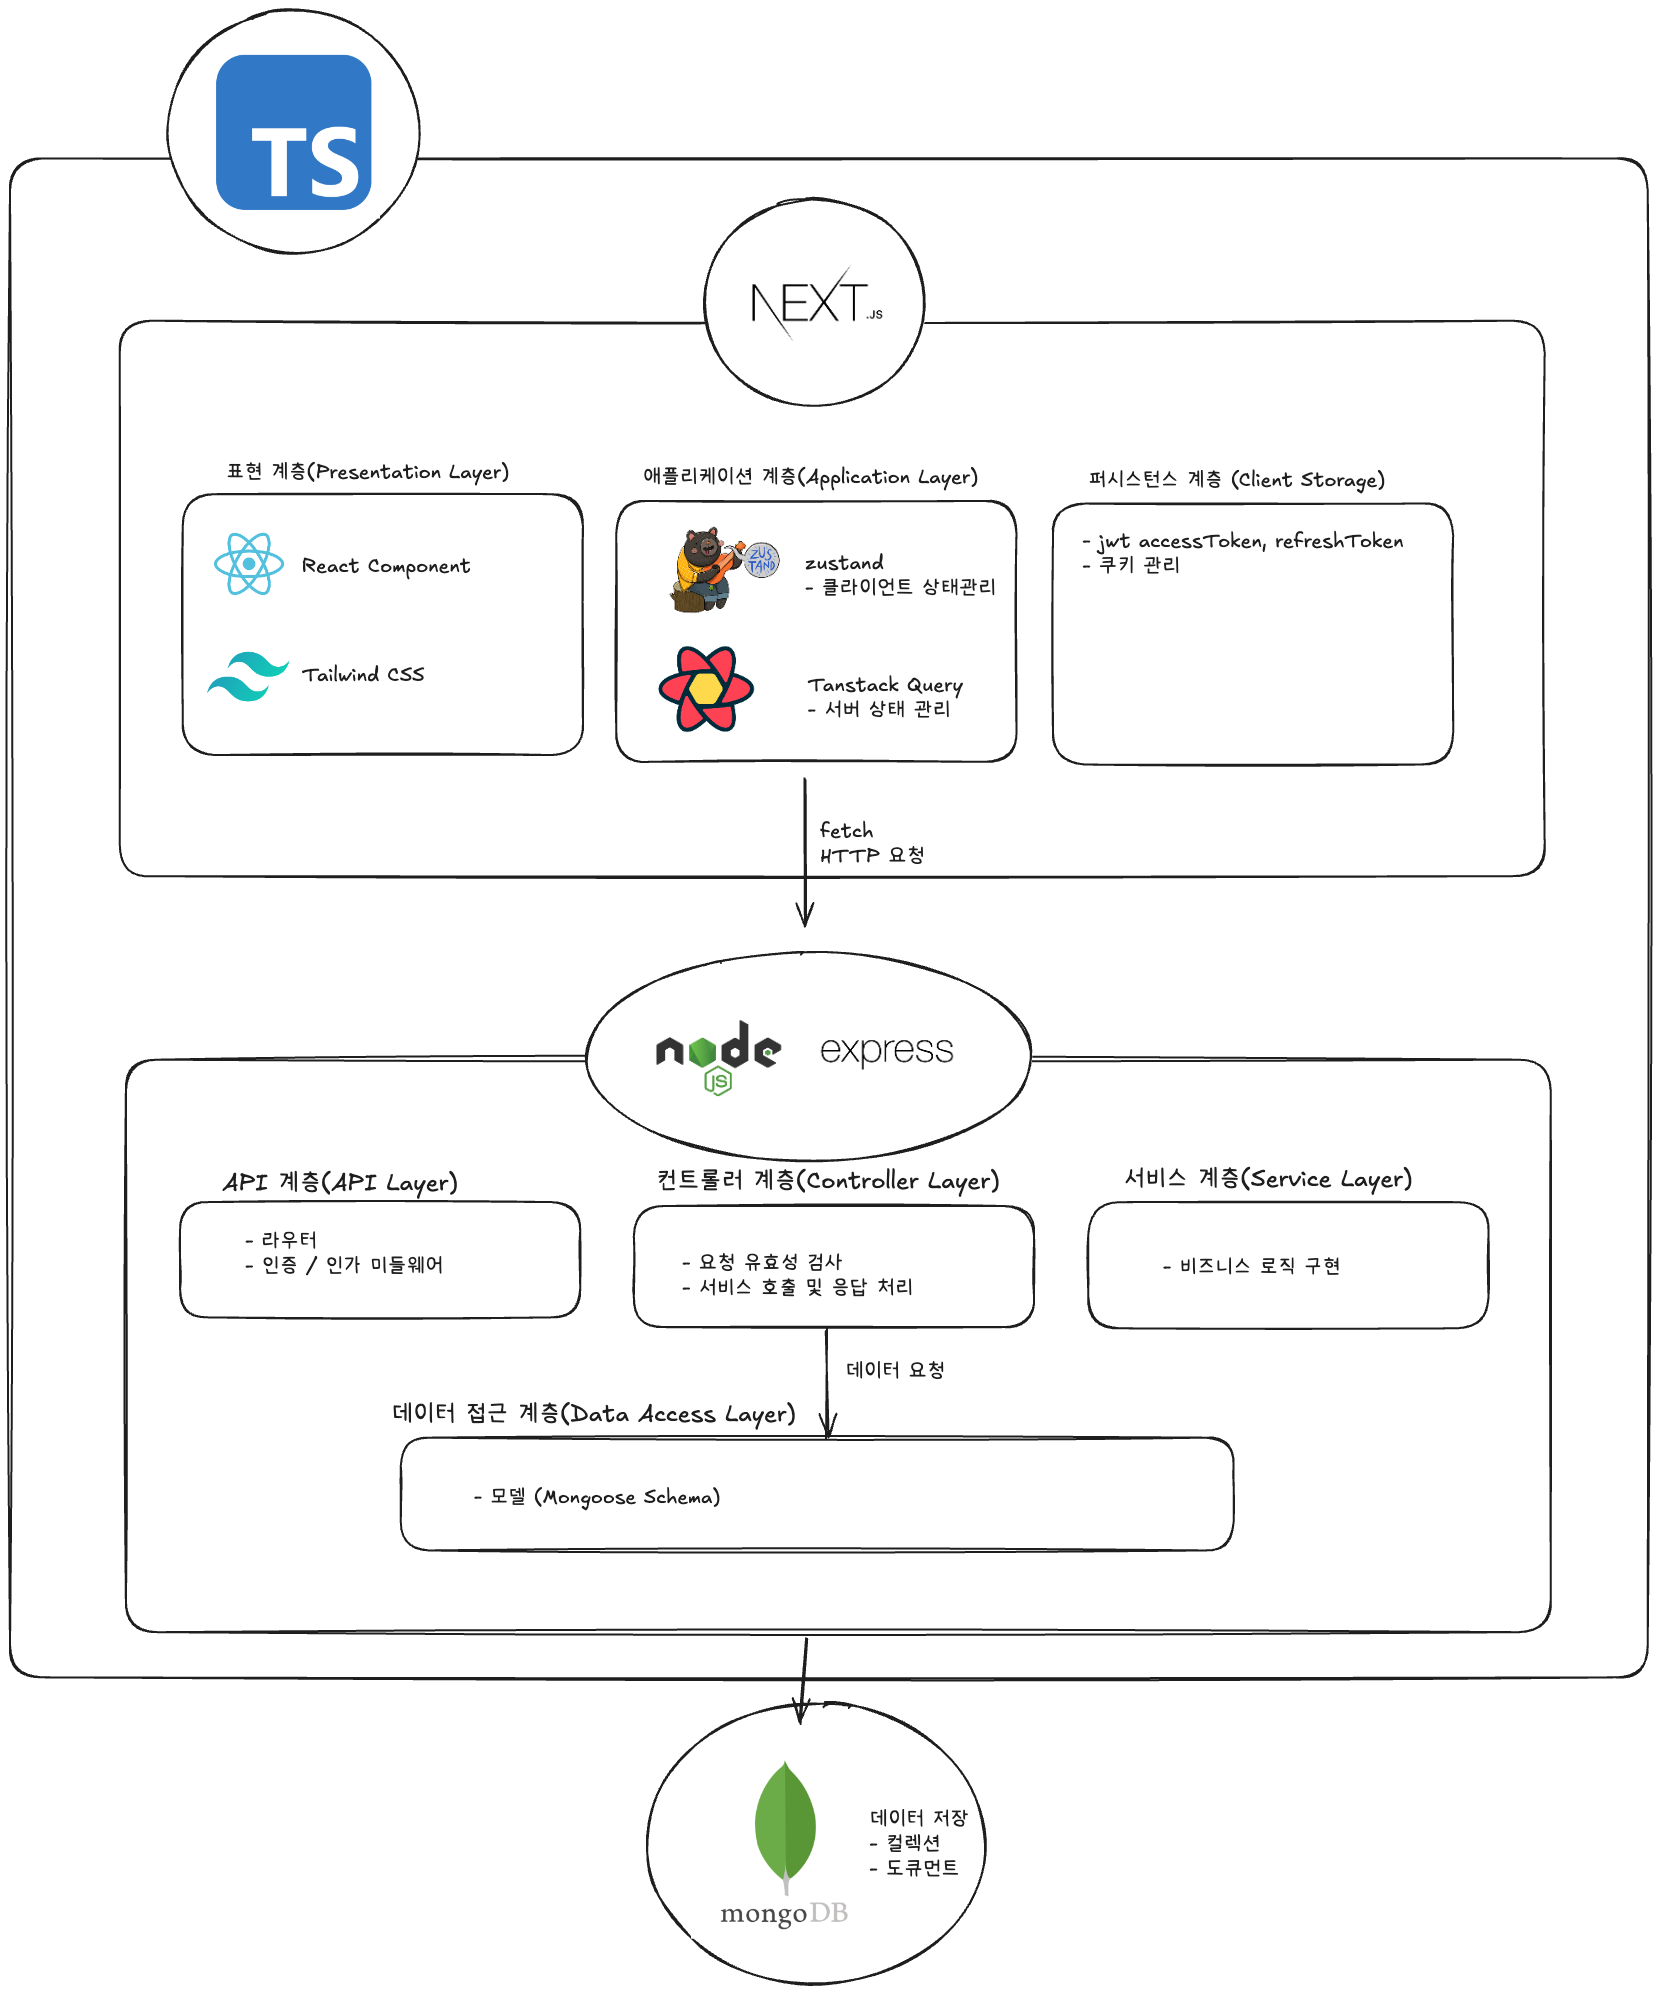 TS
NEXT.JS
표현 계층(Presentation Layer)
React Component
Tailwind CSS
애플리케이션 계층(Application Layer)
ZUS
TAND
zustand
- 클라이언트 상태관리
Tanstack Query
- 서버 상태 관리
퍼시스턴스 계층 (Client Storage)
- jwt accessToken, refreshToken
- 쿠키 관리
fetch
HTTP 요청
node
JS
express
API 계층(API Layer)
- 라우터
- 인증 / 인가 미들웨어
컨트롤러 계층(Controller Layer)
- 요청 유효성 검사
- 서비스 호출 및 응답 처리
서비스 계층(Service Layer)
- 비즈니스 로직 구현
데이터 요청
데이터 접근 계층(Data Access Layer)
- 모델 (Mongoose Schema)
데이터 저장
- 컬렉션
- 도큐먼트
mongoDB